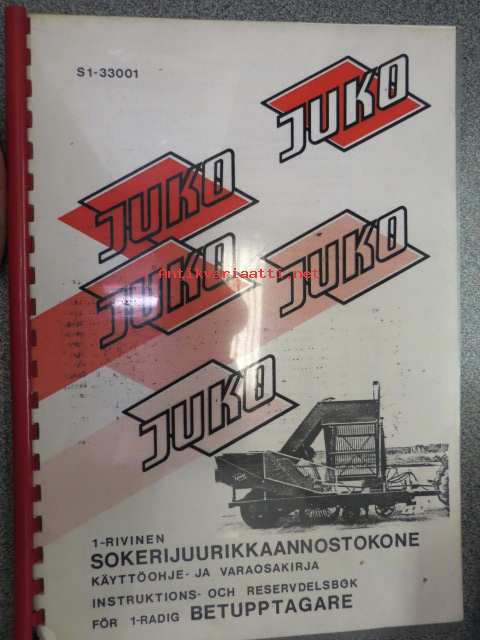 S1-33001
JUKO
JUKO
JUKO
JUKO
Antikvariaatti.net
JUKO
1-RIVINEN
SOKERIJUURIKKAANNOSTOKONE
KÄYTTÖOHJE- JA VARAOSAKIRJA
INSTRUKTIONS- OCH RESERVDELSBOK
FÖR 1-RADIG BETUPPTAGARE